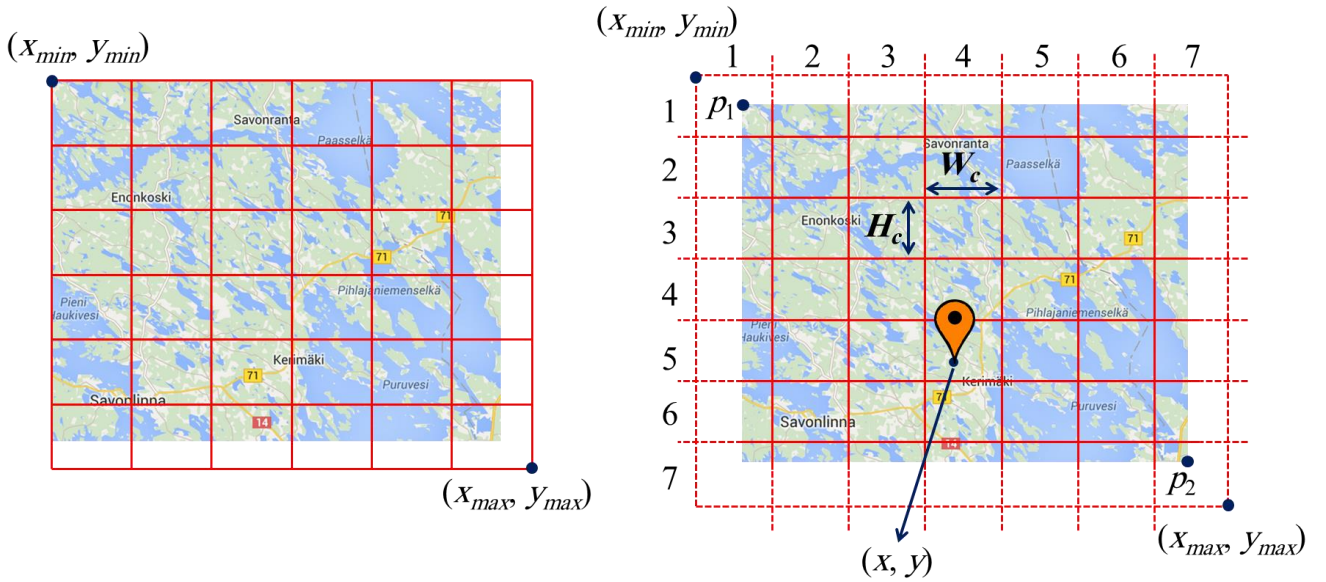 (xmin, ymin)
Savonranta
Paasselkä
Enonkoski
71
71
Pihlajaniemenselkä
Pieni
Haukivesi
Kerimäki
71
Puruvesi
Savonlinna
14
(xmax, ymax)
(xmin, ymin)
1 2 3 4 5 6 7
1
2
3
4
5
6
7
p1
Savonranta
Paasselkä
Wc
Enonkoski
Hc
71
71
Pihlajaniemenselkä
Pieni
Haukivesi
Kerimäki
71
Puruvesi
Savonlinna
p2
(xmax, ymax)
(x, y)